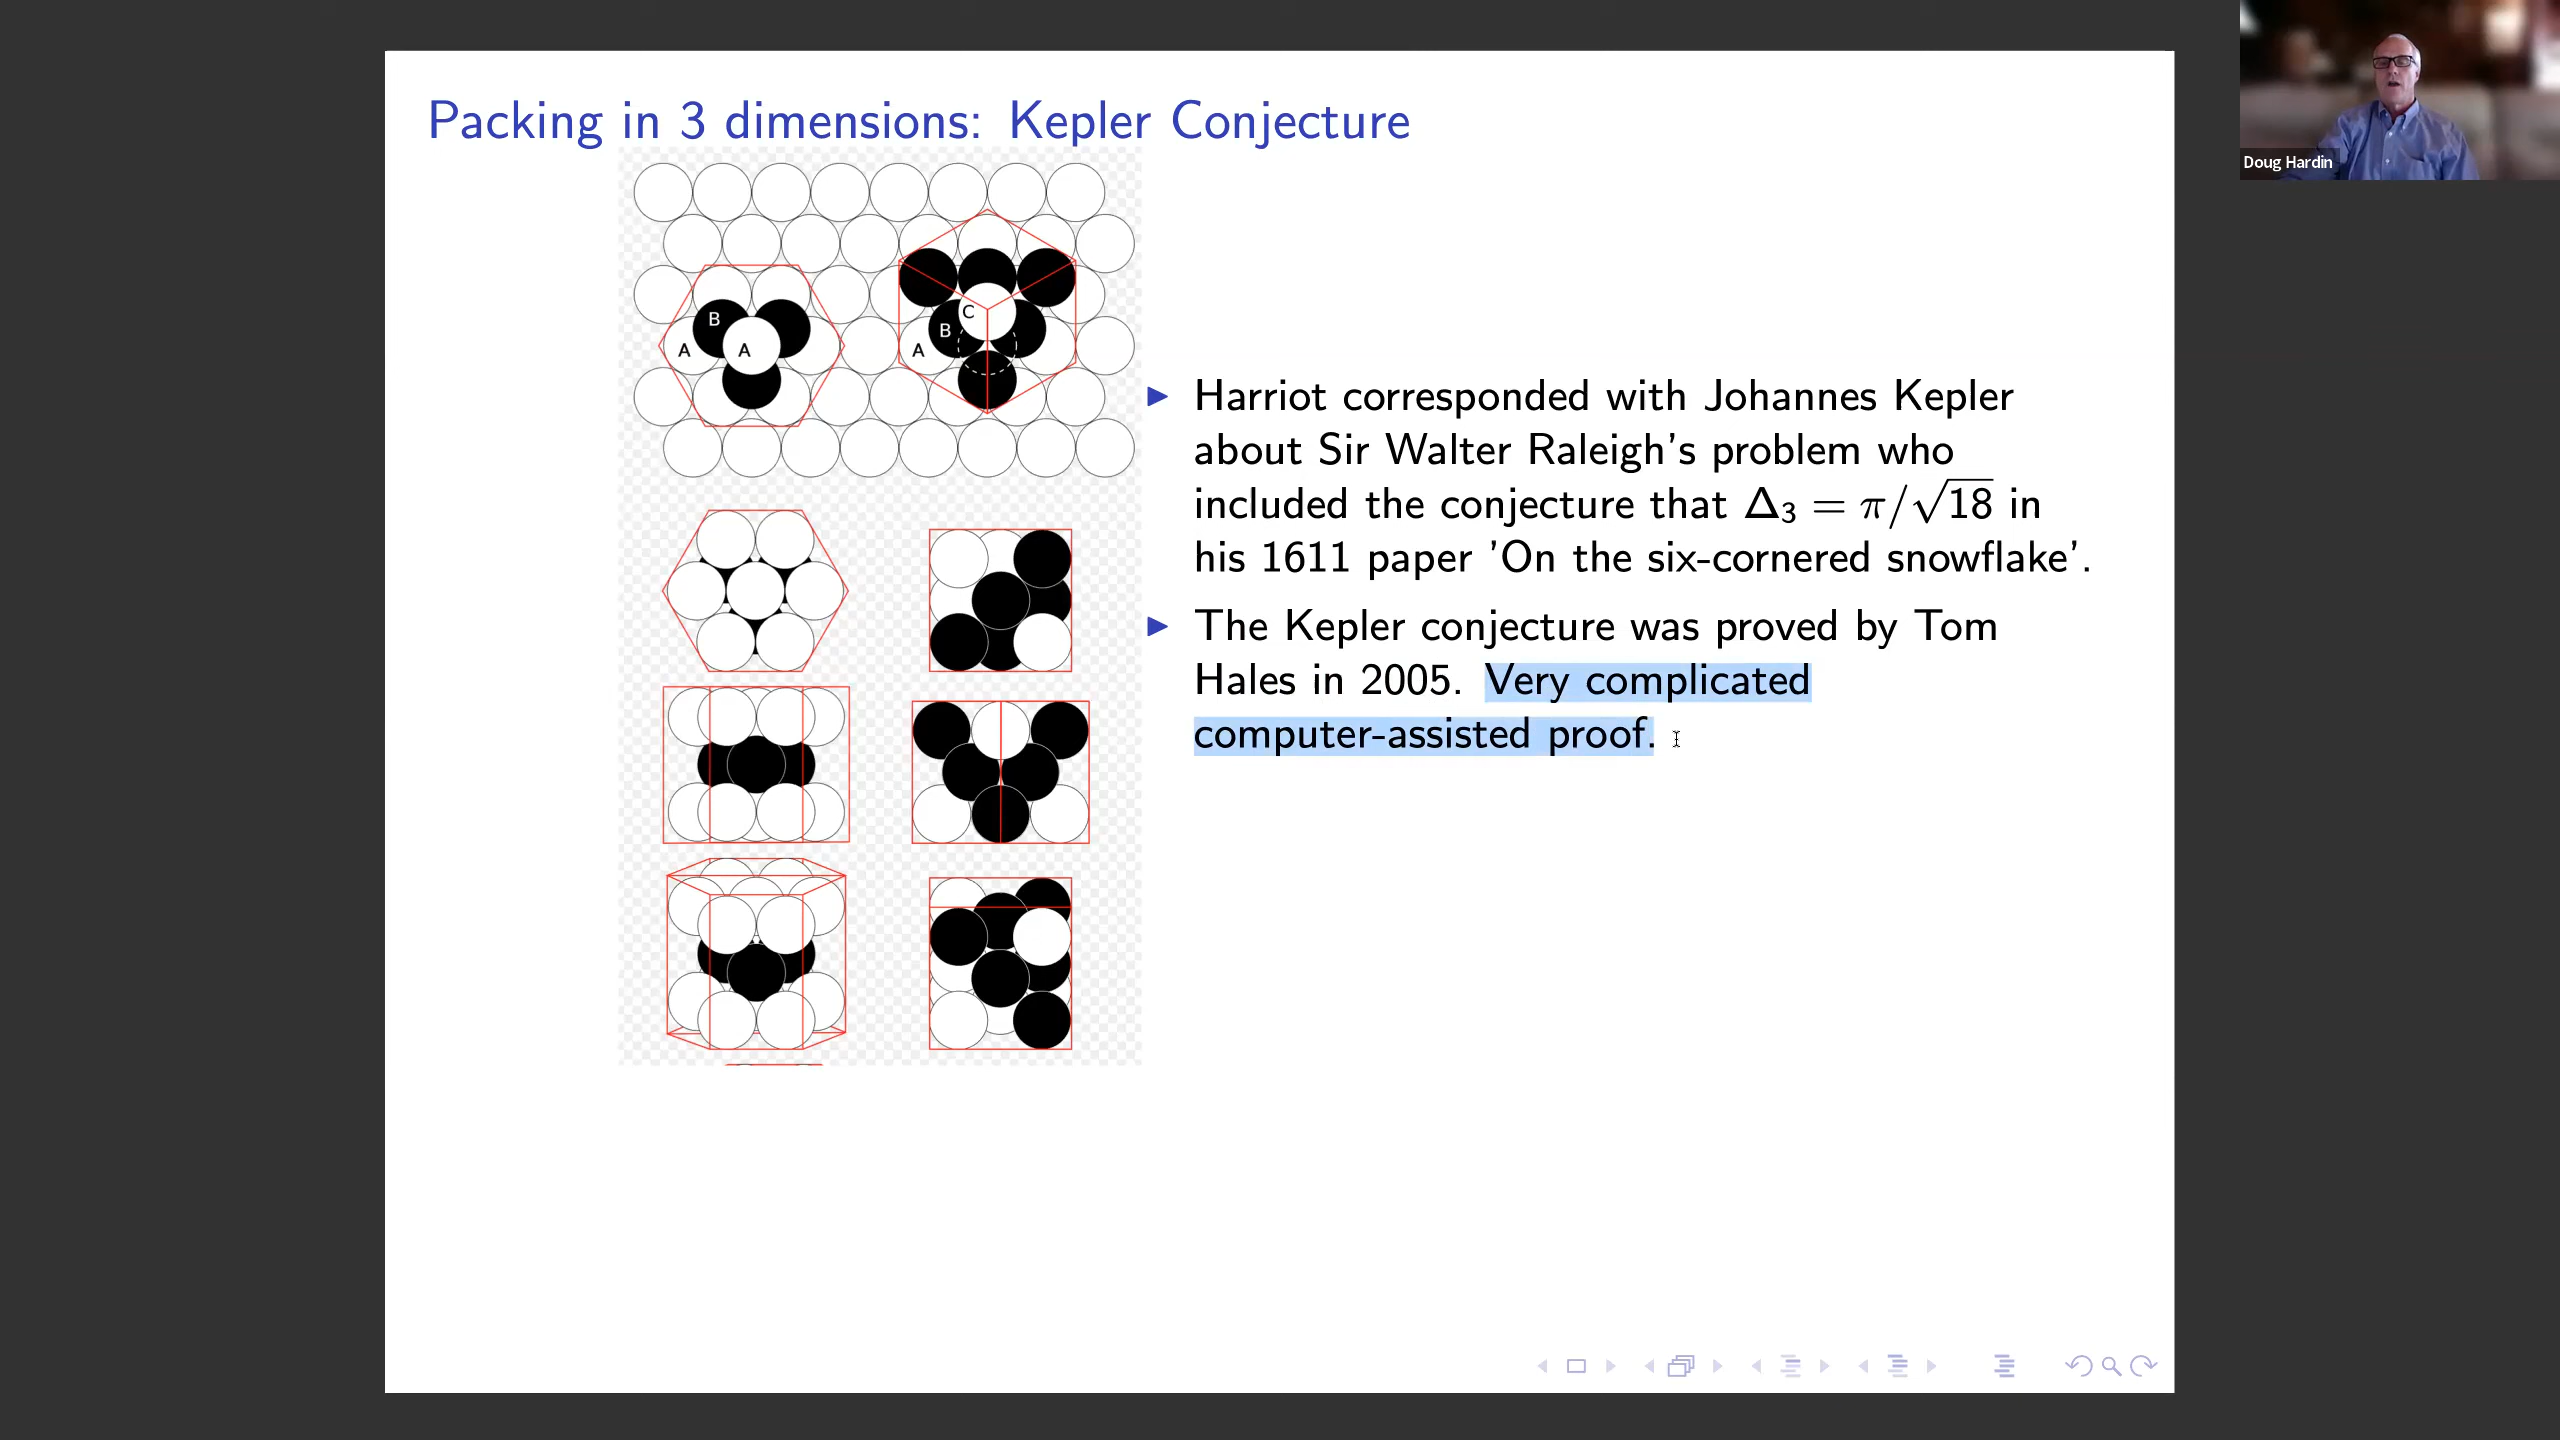 Packing in 3 dimensions: Kepler Conjecture
Doug Hardin
B
A
A
C
B
A
Harriot corresponded with Johannes Kepler
about Sir Walter Raleigh's problem who
included the conjecture that Δ₃ = π/√18 in
his 1611 paper 'On the six-cornered snowflake'.
The Kepler conjecture was proved by Tom
Hales in 2005. Very complicated
computer-assisted proof.